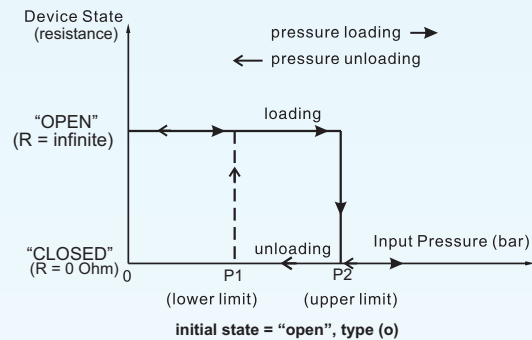 Device State
(resistance)
pressure loading
pressure unloading
"OPEN"
(R = infinite)
loading
"CLOSED"
(R = 0 Ohm)
unloading
Input Pressure (bar)
0
P1
P2
(lower limit)
(upper limit)
initial state = "open", type (o)